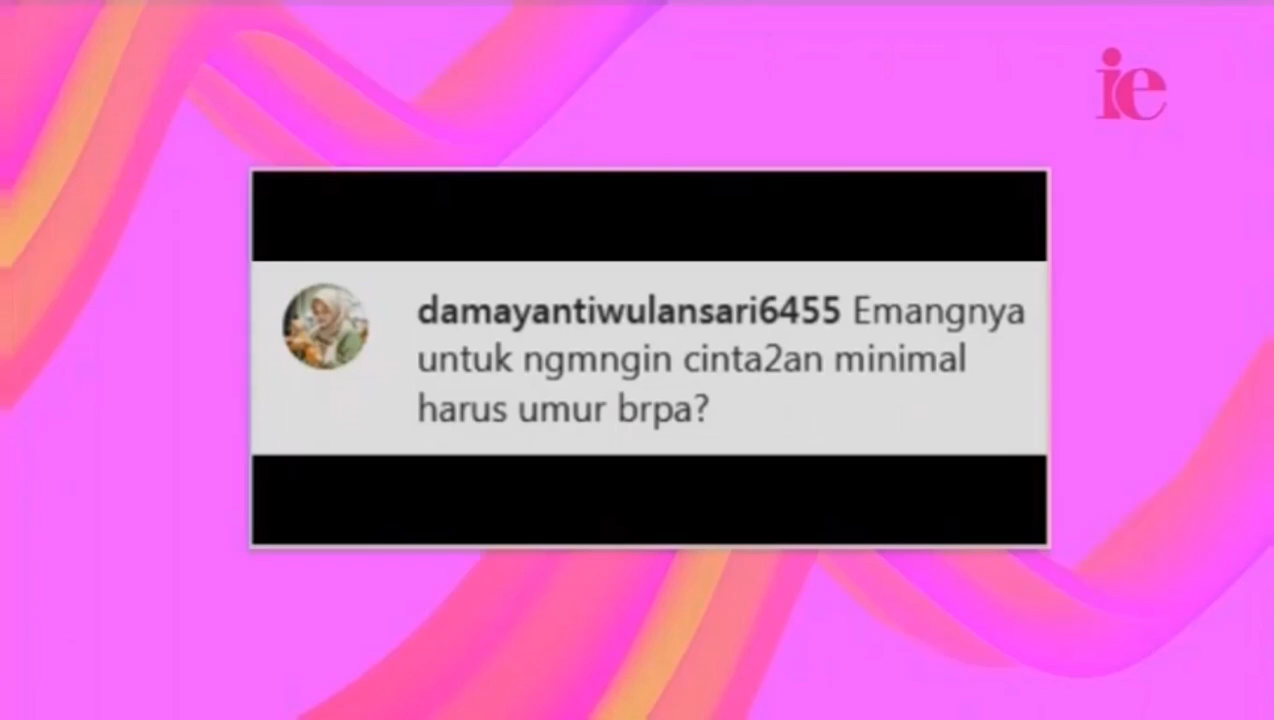 ie
damayantiwulansari6455 Emangnya
untuk ngmngin cinta2an minimal
harus umur brpa?